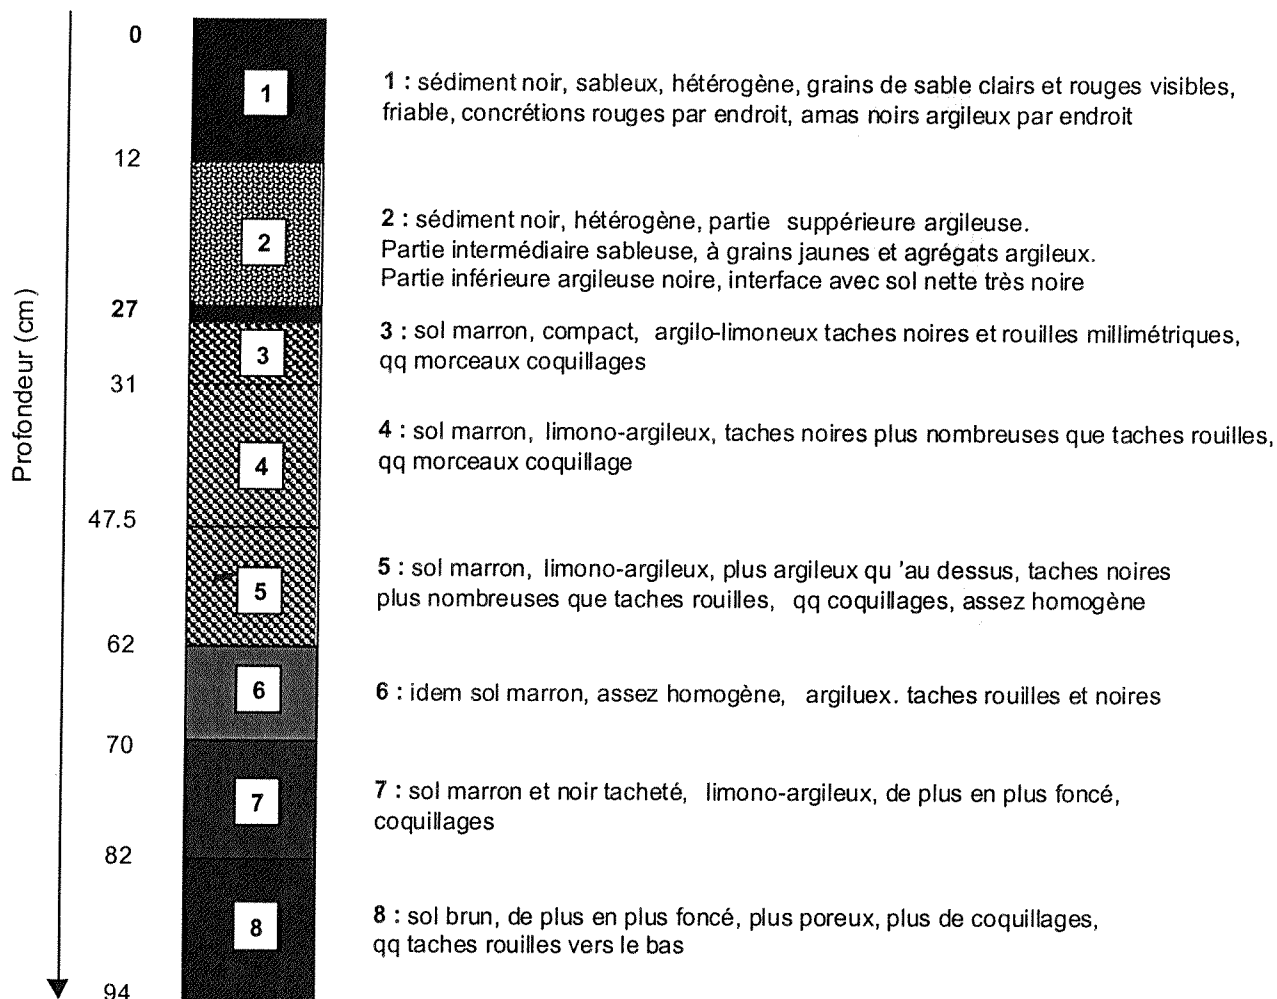 Profondeur (cm)
0
1
1 : sédiment noir, sableux, hétérogène, grains de sable clairs et rouges visibles,
friable, concrétions rouges par endroit, amas noirs argileux par endroit
12
2
2 : sédiment noir, hétérogène, partie suppérieure argileuse.
Partie intermédiaire sableuse, à grains jaunes et agrégats argileux.
Partie inférieure argileuse noire, interface avec sol nette très noire
27
3
3 : sol marron, compact, argilo-limoneux taches noires et rouilles millimétriques,
qq morceaux coquillages
31
4
4 : sol marron, limono-argileux, taches noires plus nombreuses que taches rouilles,
qq morceaux coquillage
47.5
5
5 : sol marron, limono-argileux, plus argileux qu 'au dessus, taches noires
plus nombreuses que taches rouilles, qq coquillages, assez homogène
62
6
6 : idem sol marron, assez homogène, argiluex. taches rouilles et noires
70
7
7 : sol marron et noir tacheté, limono-argileux, de plus en plus foncé,
coquillages
82
8
8 : sol brun, de plus en plus foncé, plus poreux, plus de coquillages,
qq taches rouilles vers le bas
94